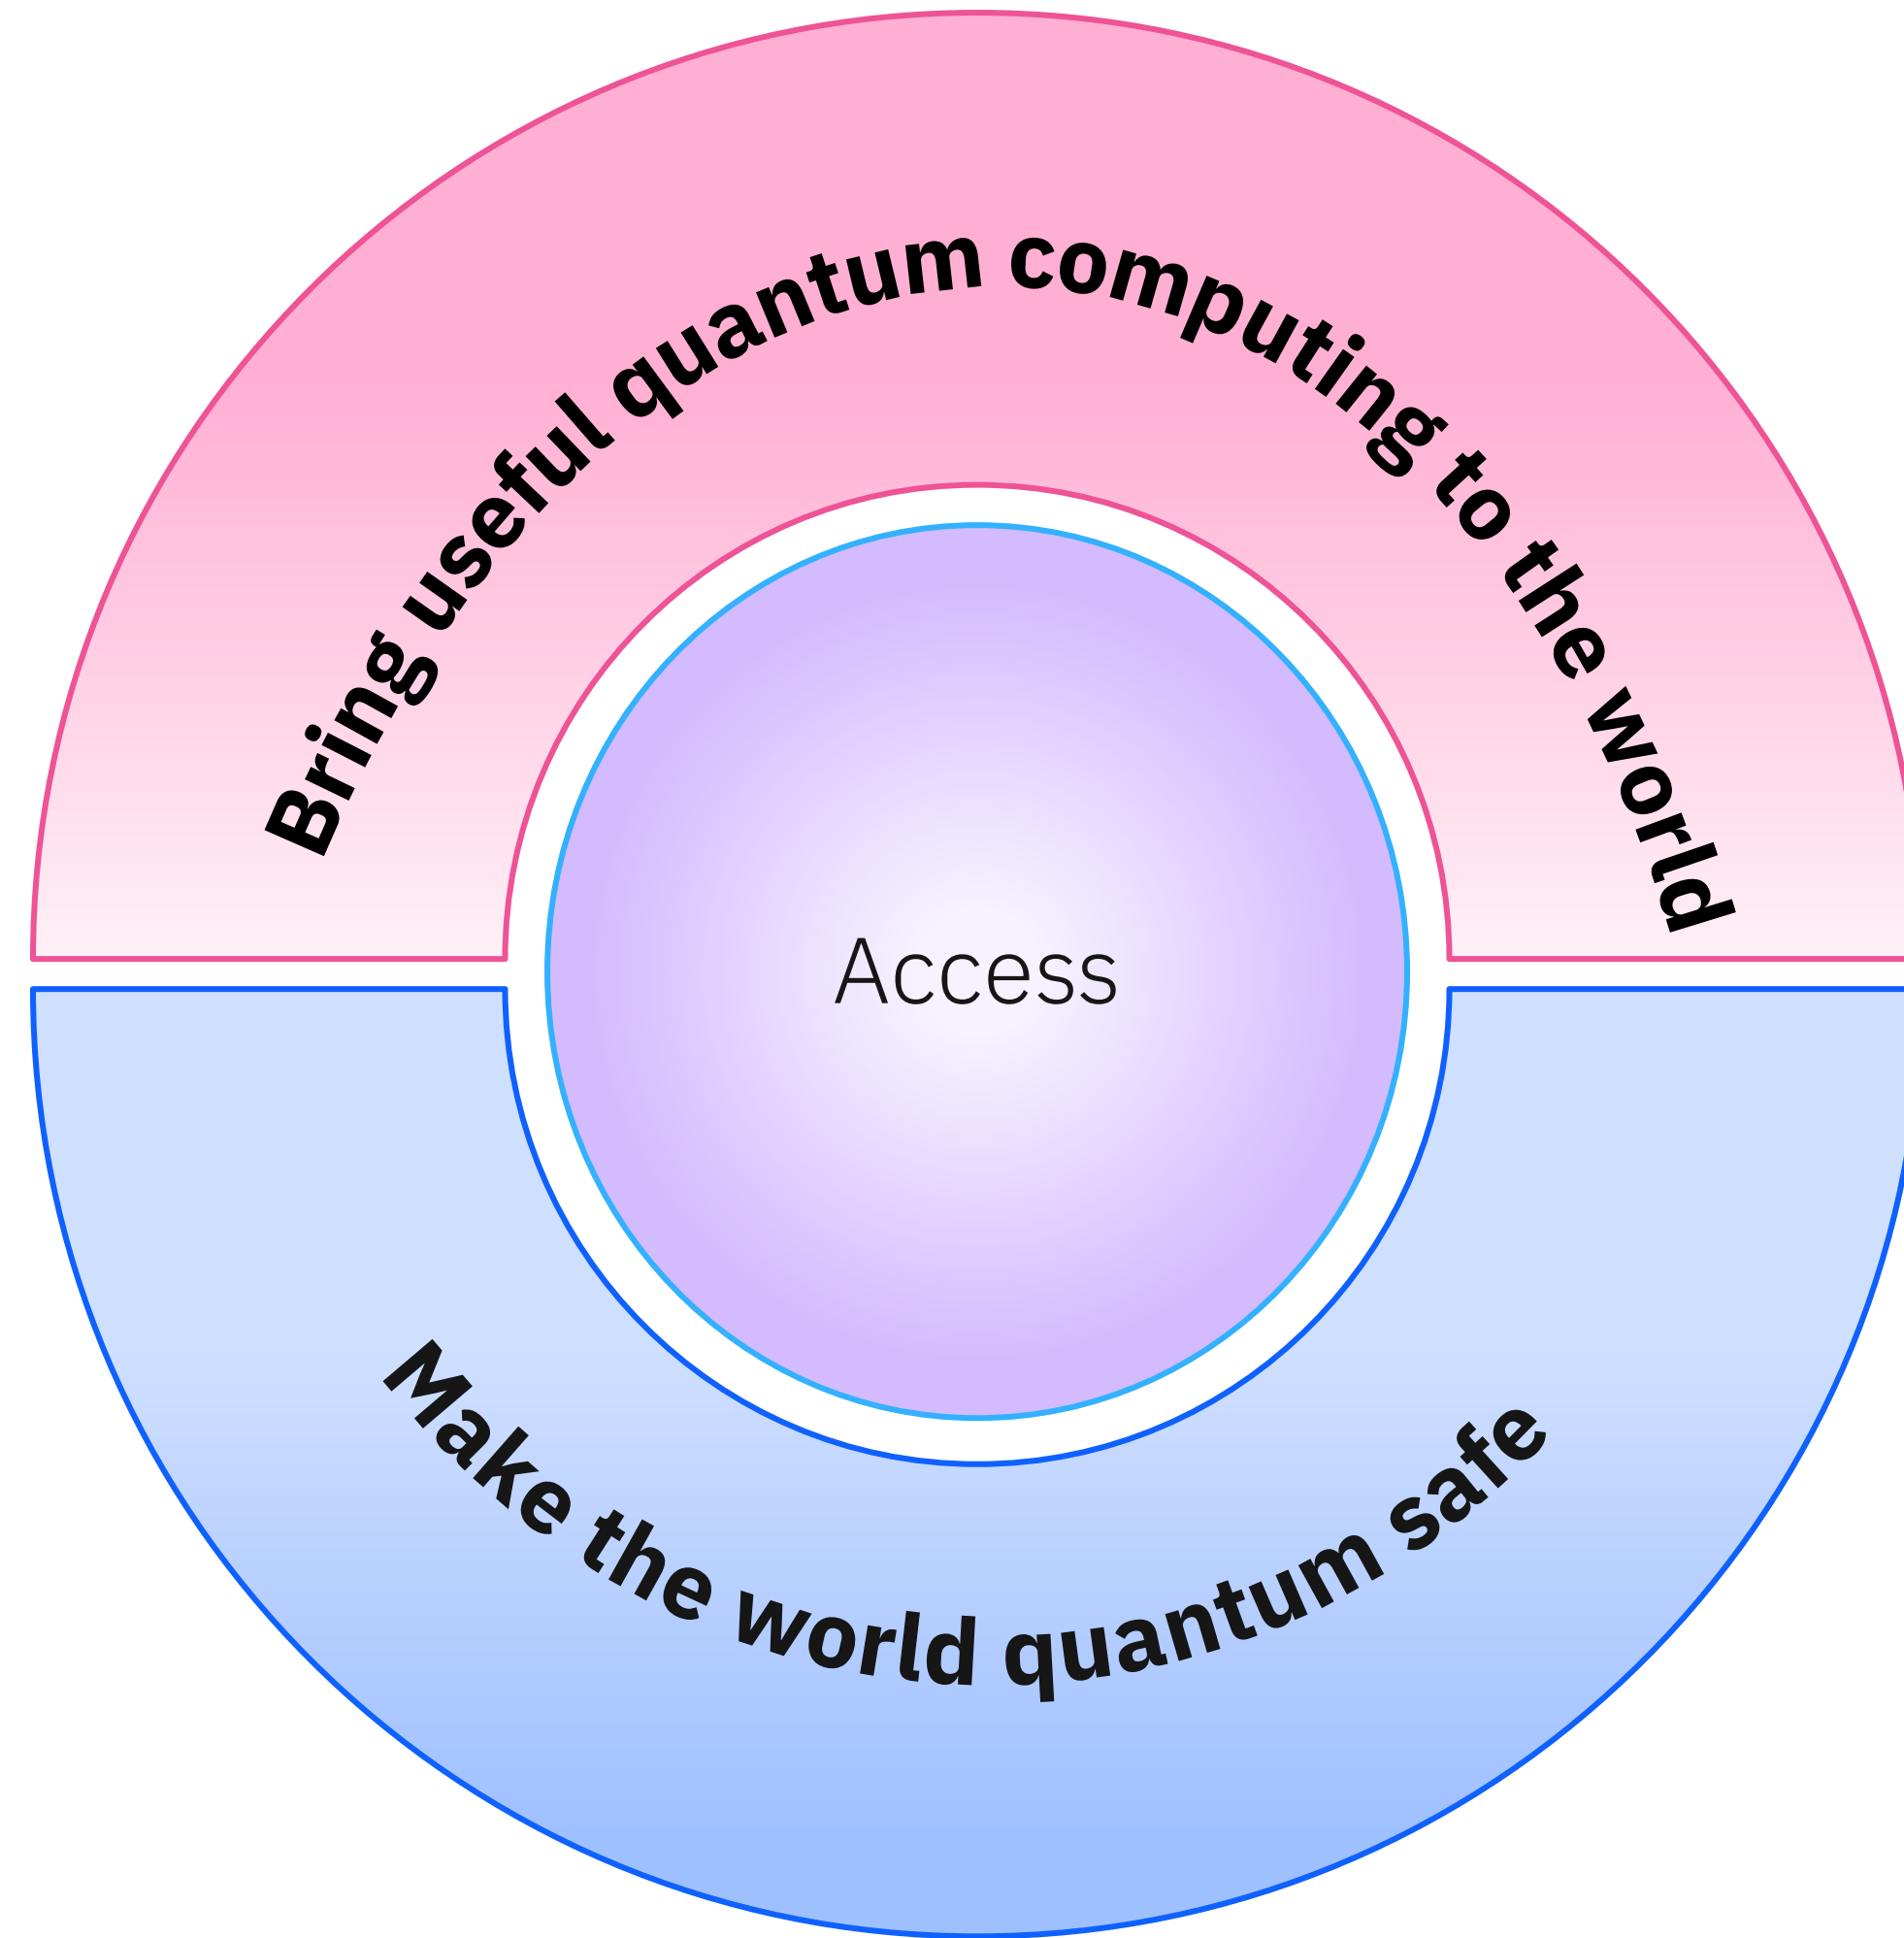 Bring useful quantum computing to the world
Access
Make the world quantum safe